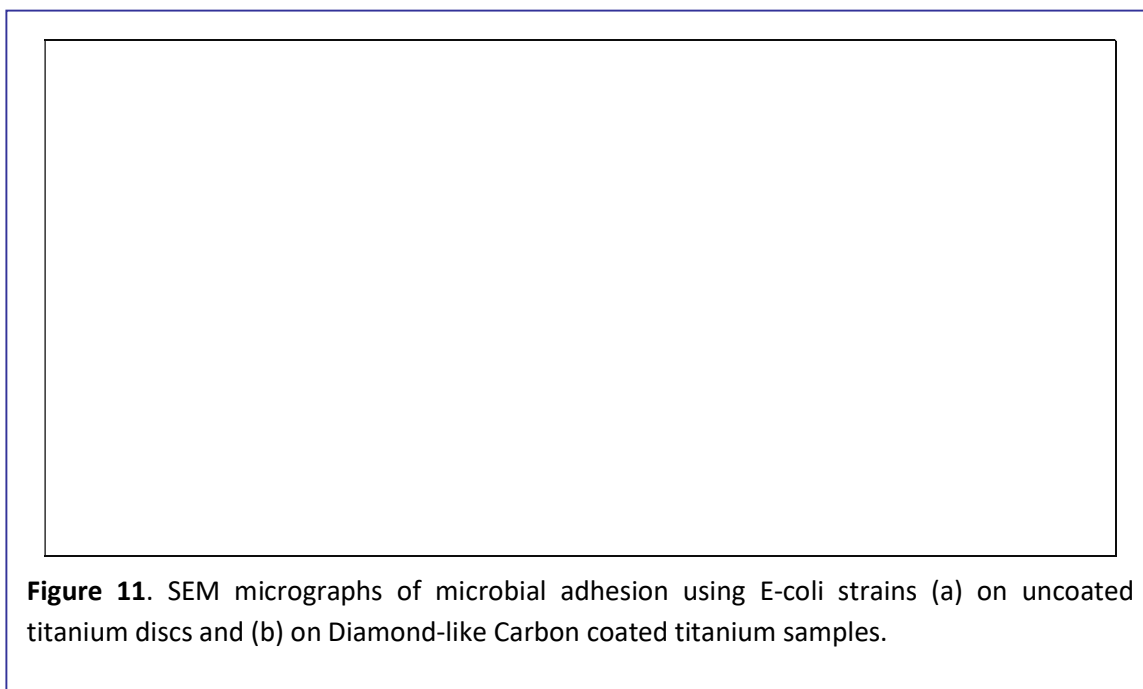 Figure 11. SEM micrographs of microbial adhesion using E-coli strains (a) on uncoated
titanium discs and (b) on Diamond-like Carbon coated titanium samples.